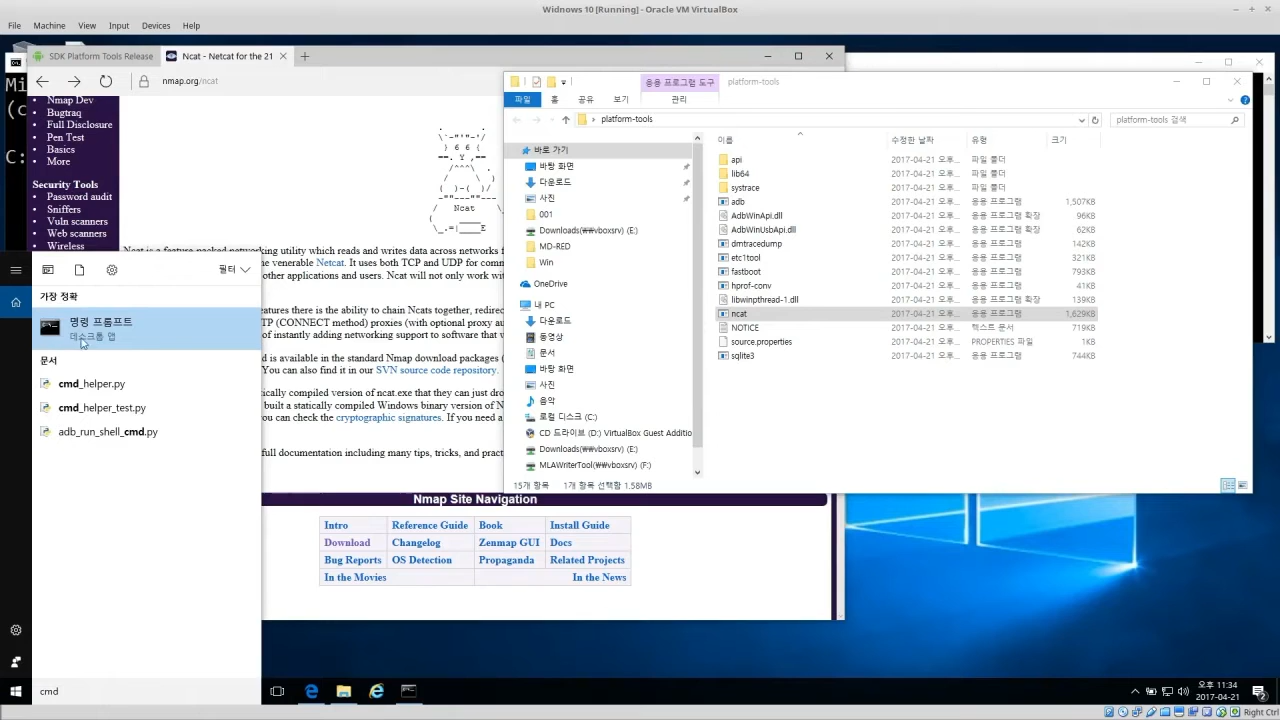 Widnows 10 [Running] - Oracle VM VirtualBox
File Machine View Input Devices Help
SDK Platform Tools Release
Ncat - Netcat for the 21
nmap.org/ncat
Mi
(c
C:
• Nmap Dev
• Bugtraq
• Full Disclosure
• Pen Test
• Basics
• More
Security Tools
• Password audit
• Sniffers
• Vuln scanners
• Web scanners
• Wireless
Ncat
Ncat is a feature-packed networking utility which reads and writes data across networks f
he venerable Netcat. It uses both TCP and UDP for comm
other applications and users. Ncat will not only work wit
eatures there is the ability to chain Ncats together, redirec
TP (CONNECT method) proxies (with optional proxy au
of instantly adding networking support to software that w
d is available in the standard Nmap download packages (
You can also find it in our SVN source code repository.
tically compiled version of ncat.exe that they can just dro
built a statically compiled Windows binary version of N
ou can check the cryptographic signatures. If you need a
full documentation including many tips, tricks, and pract
Nmap Site Navigation
Intro Reference Guide Book Install Guide
Download Changelog Zenmap GUI Docs
Bug Reports OS Detection Propaganda Related Projects
In the Movies In the News
응용 프로그램 도구
platform-tools
파일 홈 공유 보기 관리
platform-tools
platform-tools 검색
바로 가기
바탕 화면
다운로드
사진
001
Downloads(₩₩vboxsrv) (E:)
MD-RED
Win
OneDrive
내 PC
다운로드
동영상
문서
바탕 화면
사진
음악
로컬 디스크 (C:)
CD 드라이브 (D:) VirtualBox Guest Additio
Downloads(₩₩vboxsrv) (E:)
MLAWriterTool(₩₩vboxsrv) (F:)
이름 수정한 날짜 유형 크기
api 2017-04-21 오후... 파일 폴더
lib64 2017-04-21 오후... 파일 폴더
systrace 2017-04-21 오후... 파일 폴더
adb 2017-04-21 오후... 응용 프로그램 1,507KB
AdbWinApi.dll 2017-04-21 오후... 응용 프로그램 확장 96KB
AdbWinUsbApi.dll 2017-04-21 오후... 응용 프로그램 확장 62KB
dmtracedump 2017-04-21 오후... 응용 프로그램 142KB
etc1tool 2017-04-21 오후... 응용 프로그램 321KB
fastboot 2017-04-21 오후... 응용 프로그램 793KB
hprof-conv 2017-04-21 오후... 응용 프로그램 41KB
libwinpthread-1.dll 2017-04-21 오후... 응용 프로그램 확장 139KB
ncat 2017-04-21 오후... 응용 프로그램 1,629KB
NOTICE 2017-04-21 오후... 텍스트 문서 719KB
source.properties 2017-04-21 오후... PROPERTIES 파일 1KB
sqlite3 2017-04-21 오후... 응용 프로그램 744KB
15개 항목 1개 항목 선택함 1.58MB
필터
가장 정확
명령 프롬프트
데스크톱 앱
문서
cmd_helper.py
cmd_helper_test.py
adb_run_shell_cmd.py
cmd
오후 11:34
2017-04-21
2
Right Ctrl